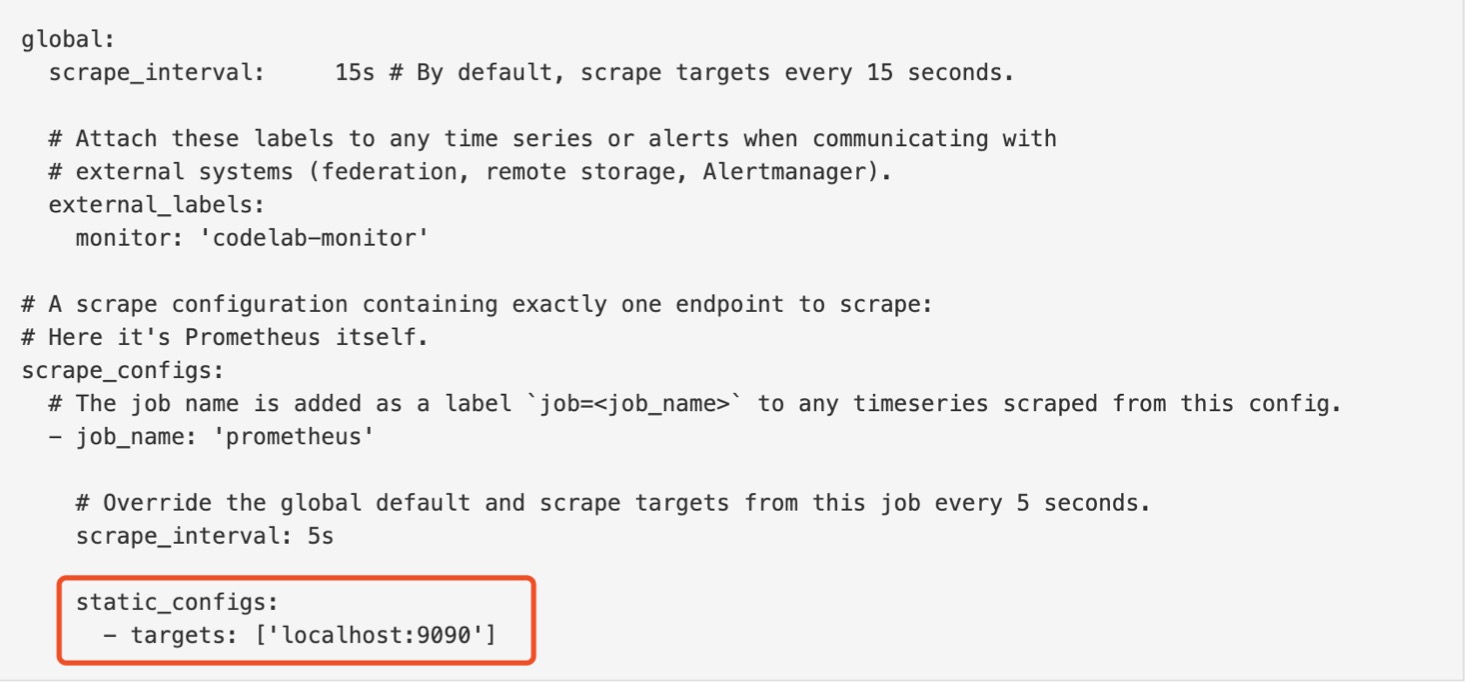 global:
  scrape_interval:     15s # By default, scrape targets every 15 seconds.
  # Attach these labels to any time series or alerts when communicating with
  # external systems (federation, remote storage, Alertmanager).
  external_labels:
    monitor: 'codelab-monitor'
# A scrape configuration containing exactly one endpoint to scrape:
# Here it's Prometheus itself.
scrape_configs:
  # The job name is added as a label `job=<job_name>` to any timeseries scraped from this config.
  - job_name: 'prometheus'
    # Override the global default and scrape targets from this job every 5 seconds.
    scrape_interval: 5s
    static_configs:
      - targets: ['localhost:9090']